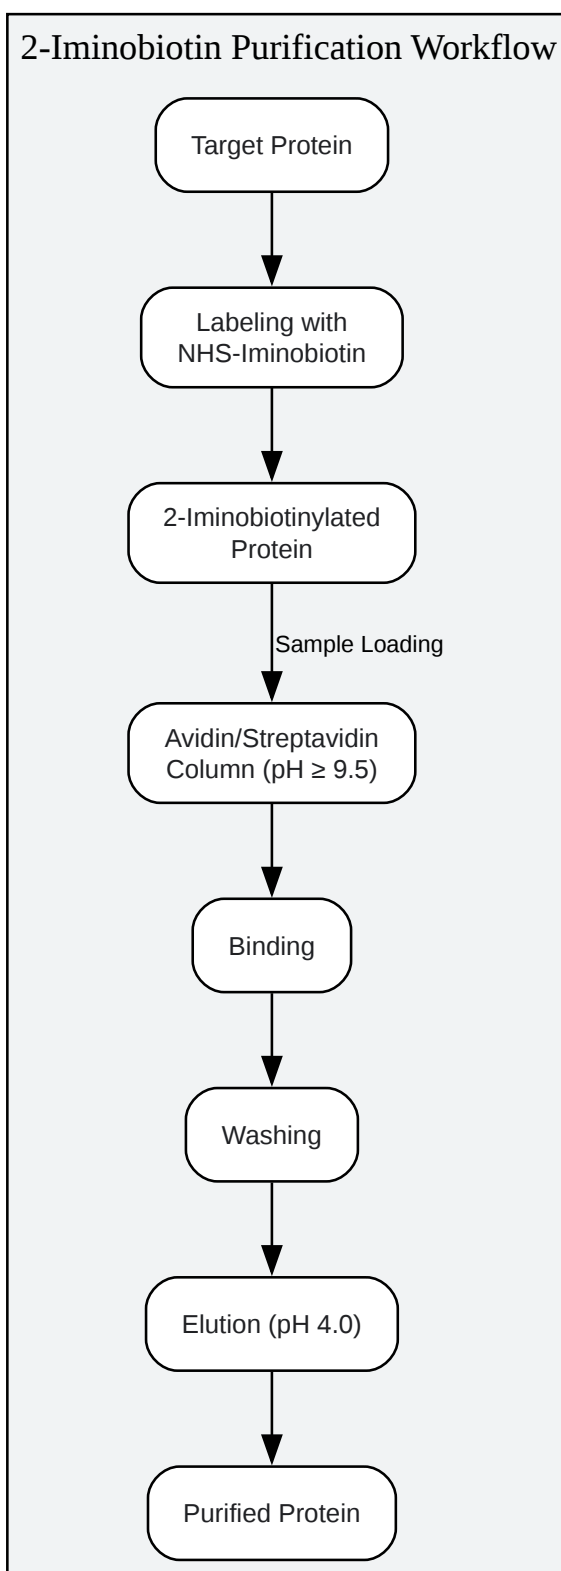 2-Iminobiotin Purification Workflow
Target Protein
Labeling with
NHS-Iminobiotin
2-Iminobiotinylated
Protein
Sample Loading
Avidin/Streptavidin
Column (pH ≥ 9.5)
Binding
Washing
Elution (pH 4.0)
Purified Protein